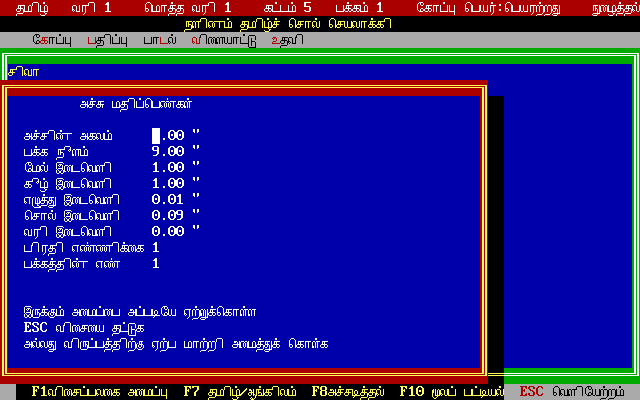 தமிழ் வரி 1 மொத்த வரி 1 கட்டம் 5 பக்கம் 1 கோப்பு பெயர்:பெயரற்றது நுழைத்தல்
நூரினம் தமிழ்ச் சொல் செயலாக்கி
கோப்பு பதிப்பு பாடல் விளையாட்டு உதவி
சிவா
அச்சு மதிப்பெண்கள்
அச்சின் அகலம் .00 "
பக்க நீளம் 9.00 "
மேல் இடைவெளி 1.00 "
கீழ் இடைவெளி 1.00 "
எழுத்து இடைவெளி 0.01 "
சொல் இடைவெளி 0.09 "
வரி இடைவெளி 0.00 "
பிரதி எண்ணிக்கை 1
பக்கத்தின் எண் 1
இருக்கும் அமைப்பை அப்படியே ஏற்றுக்கொள்ள
ESC விசையை தட்டுக
அல்லது விருப்பத்திற்கு ஏற்ப மாற்றி அமைத்துக் கொள்க
F1விசைப்பலகை அமைப்பு F7 தமிழ்/ஆங்கிலம் F8அச்சடித்தல் F10 மூலப் பட்டியல் ESC வெளியேற்றம்